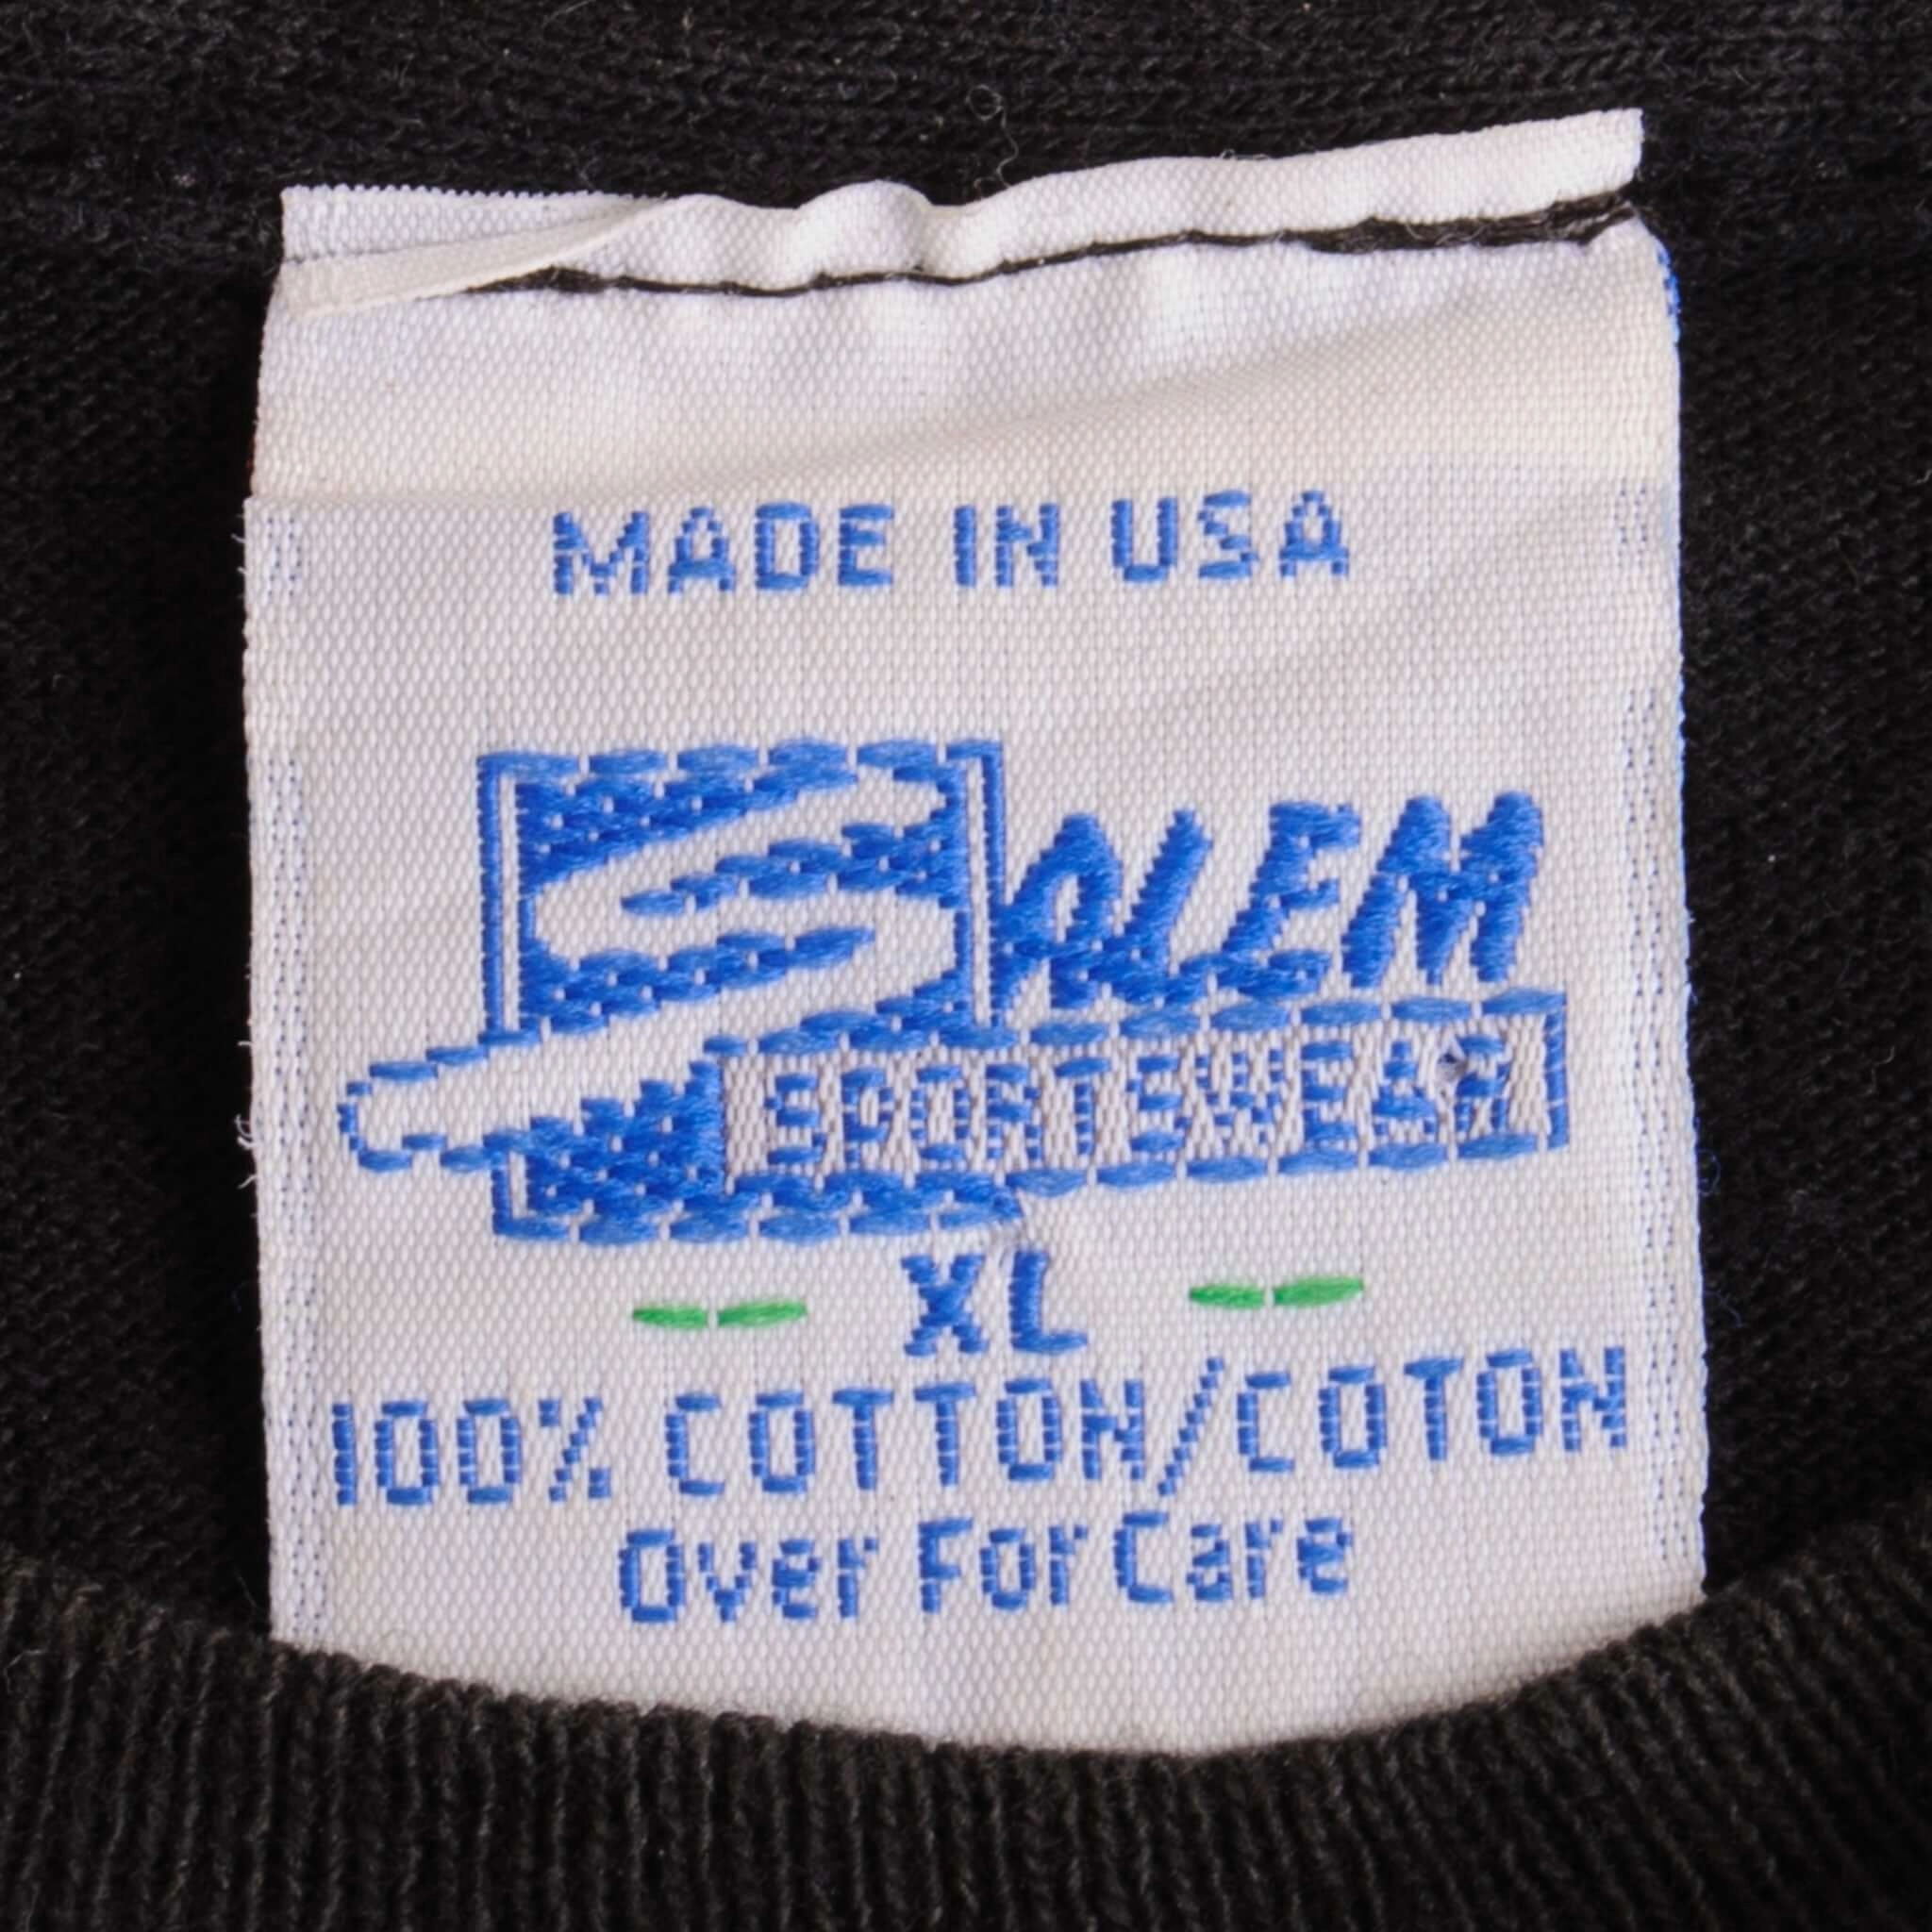 MADE IN USA
SALEM
SPORTSWEAR
XL
100% COTTON/COTON
Over For Care